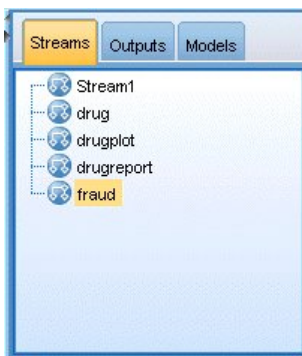 Streams Outputs Models
Stream1
drug
drugplot
drugreport
fraud